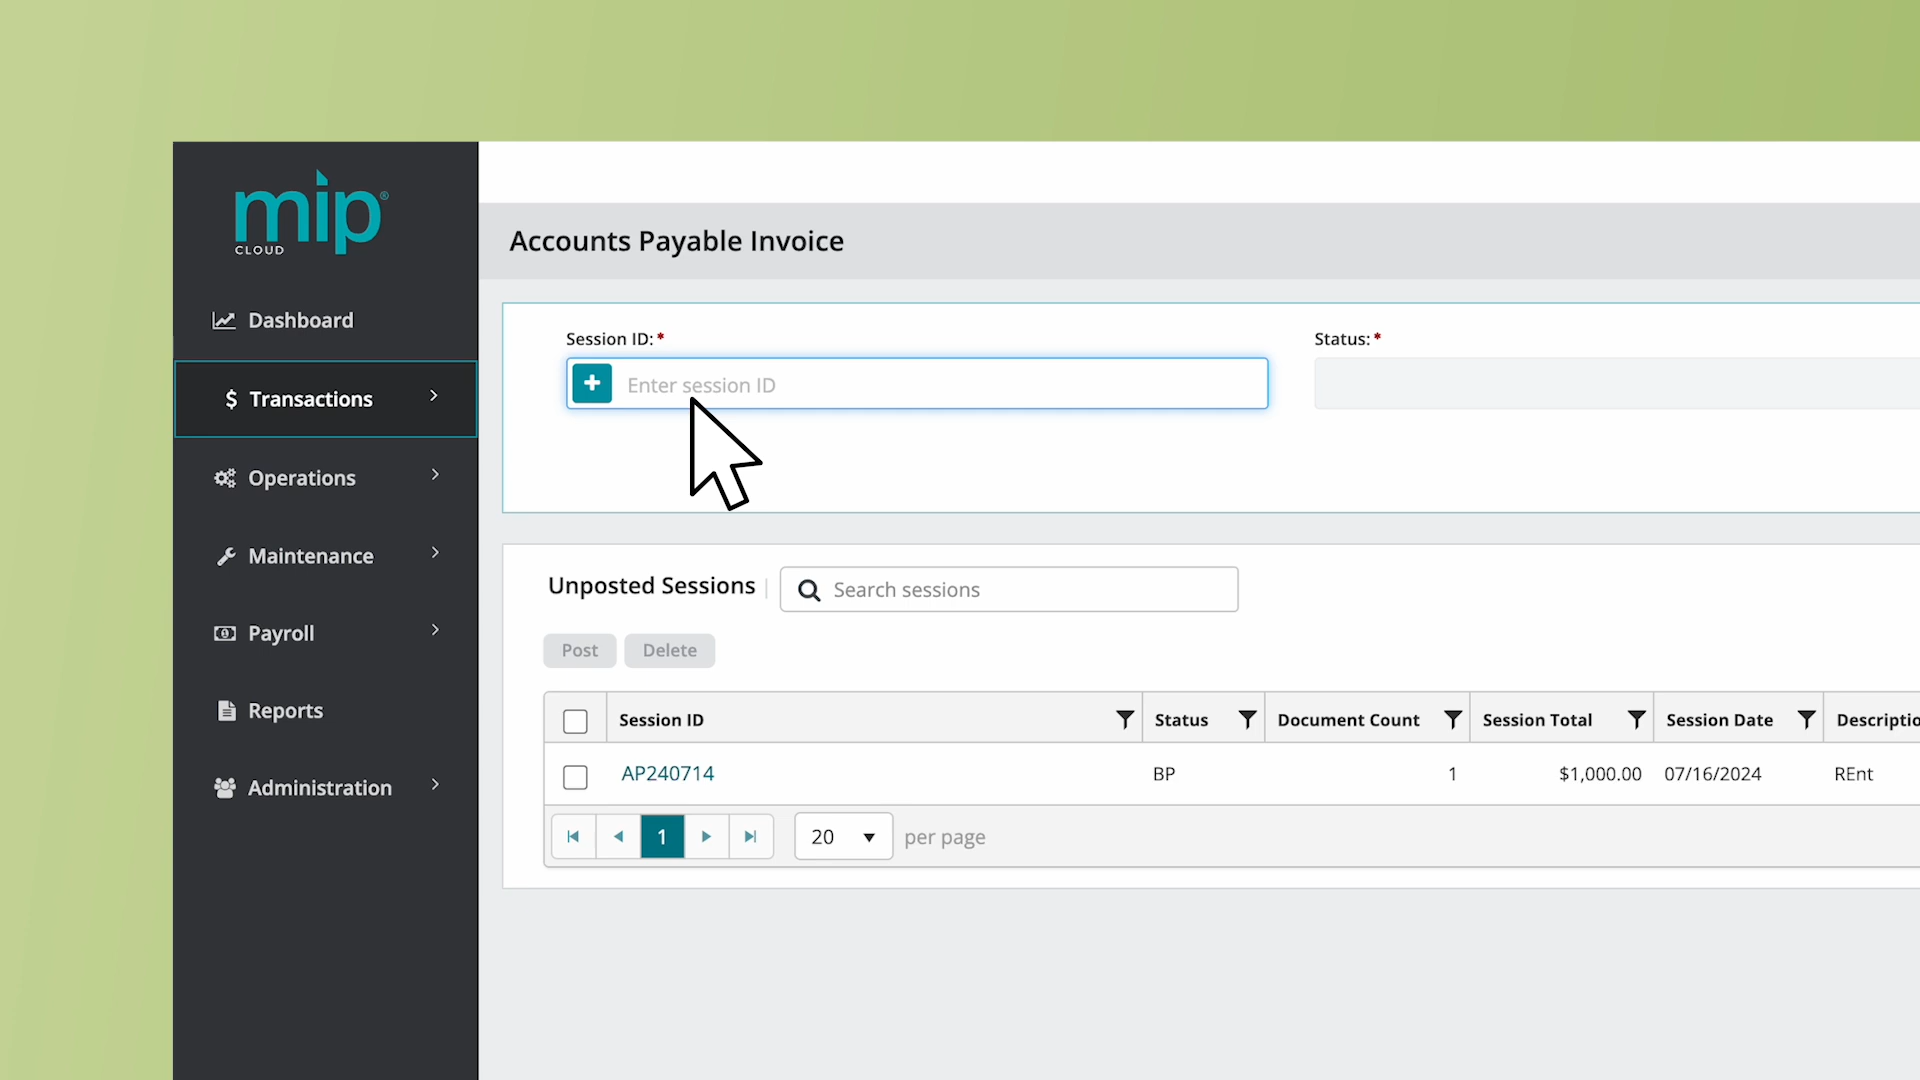 mip®
CLOUD
Dashboard
$ Transactions
Operations
Maintenance
Payroll
Reports
Administration
Accounts Payable Invoice
Session ID:* Status:*
+ Enter session ID
Unposted Sessions Search sessions
Post Delete
Session ID Status Document Count Session Total Session Date Descriptio
AP240714 BP 1 $1,000.00 07/16/2024 REnt
1 20 per page